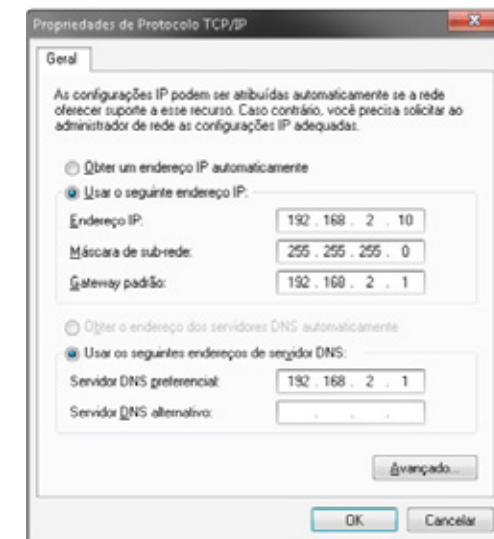 Propriedades de Protocolo TCP/IP
Geral
As configurações IP podem ser atribuídas automaticamente se a rede
oferecer suporte a esse recurso. Caso contrário, você precisa solicitar ao
administrador de rede as configurações IP adequadas.
Obter um endereço IP automaticamente
Usar o seguinte endereço IP:
Endereço IP: 192 . 168 . 2 . 10
Máscara de sub-rede: 255 . 255 . 255 . 0
Gateway padrão: 192 . 168 . 2 . 1
Obter o endereço dos servidores DNS automaticamente
Usar os seguintes endereços de servidor DNS:
Servidor DNS preferencial: 192 . 168 . 2 . 1
Servidor DNS alternativo: . . .
Avançado...
OK Cancelar